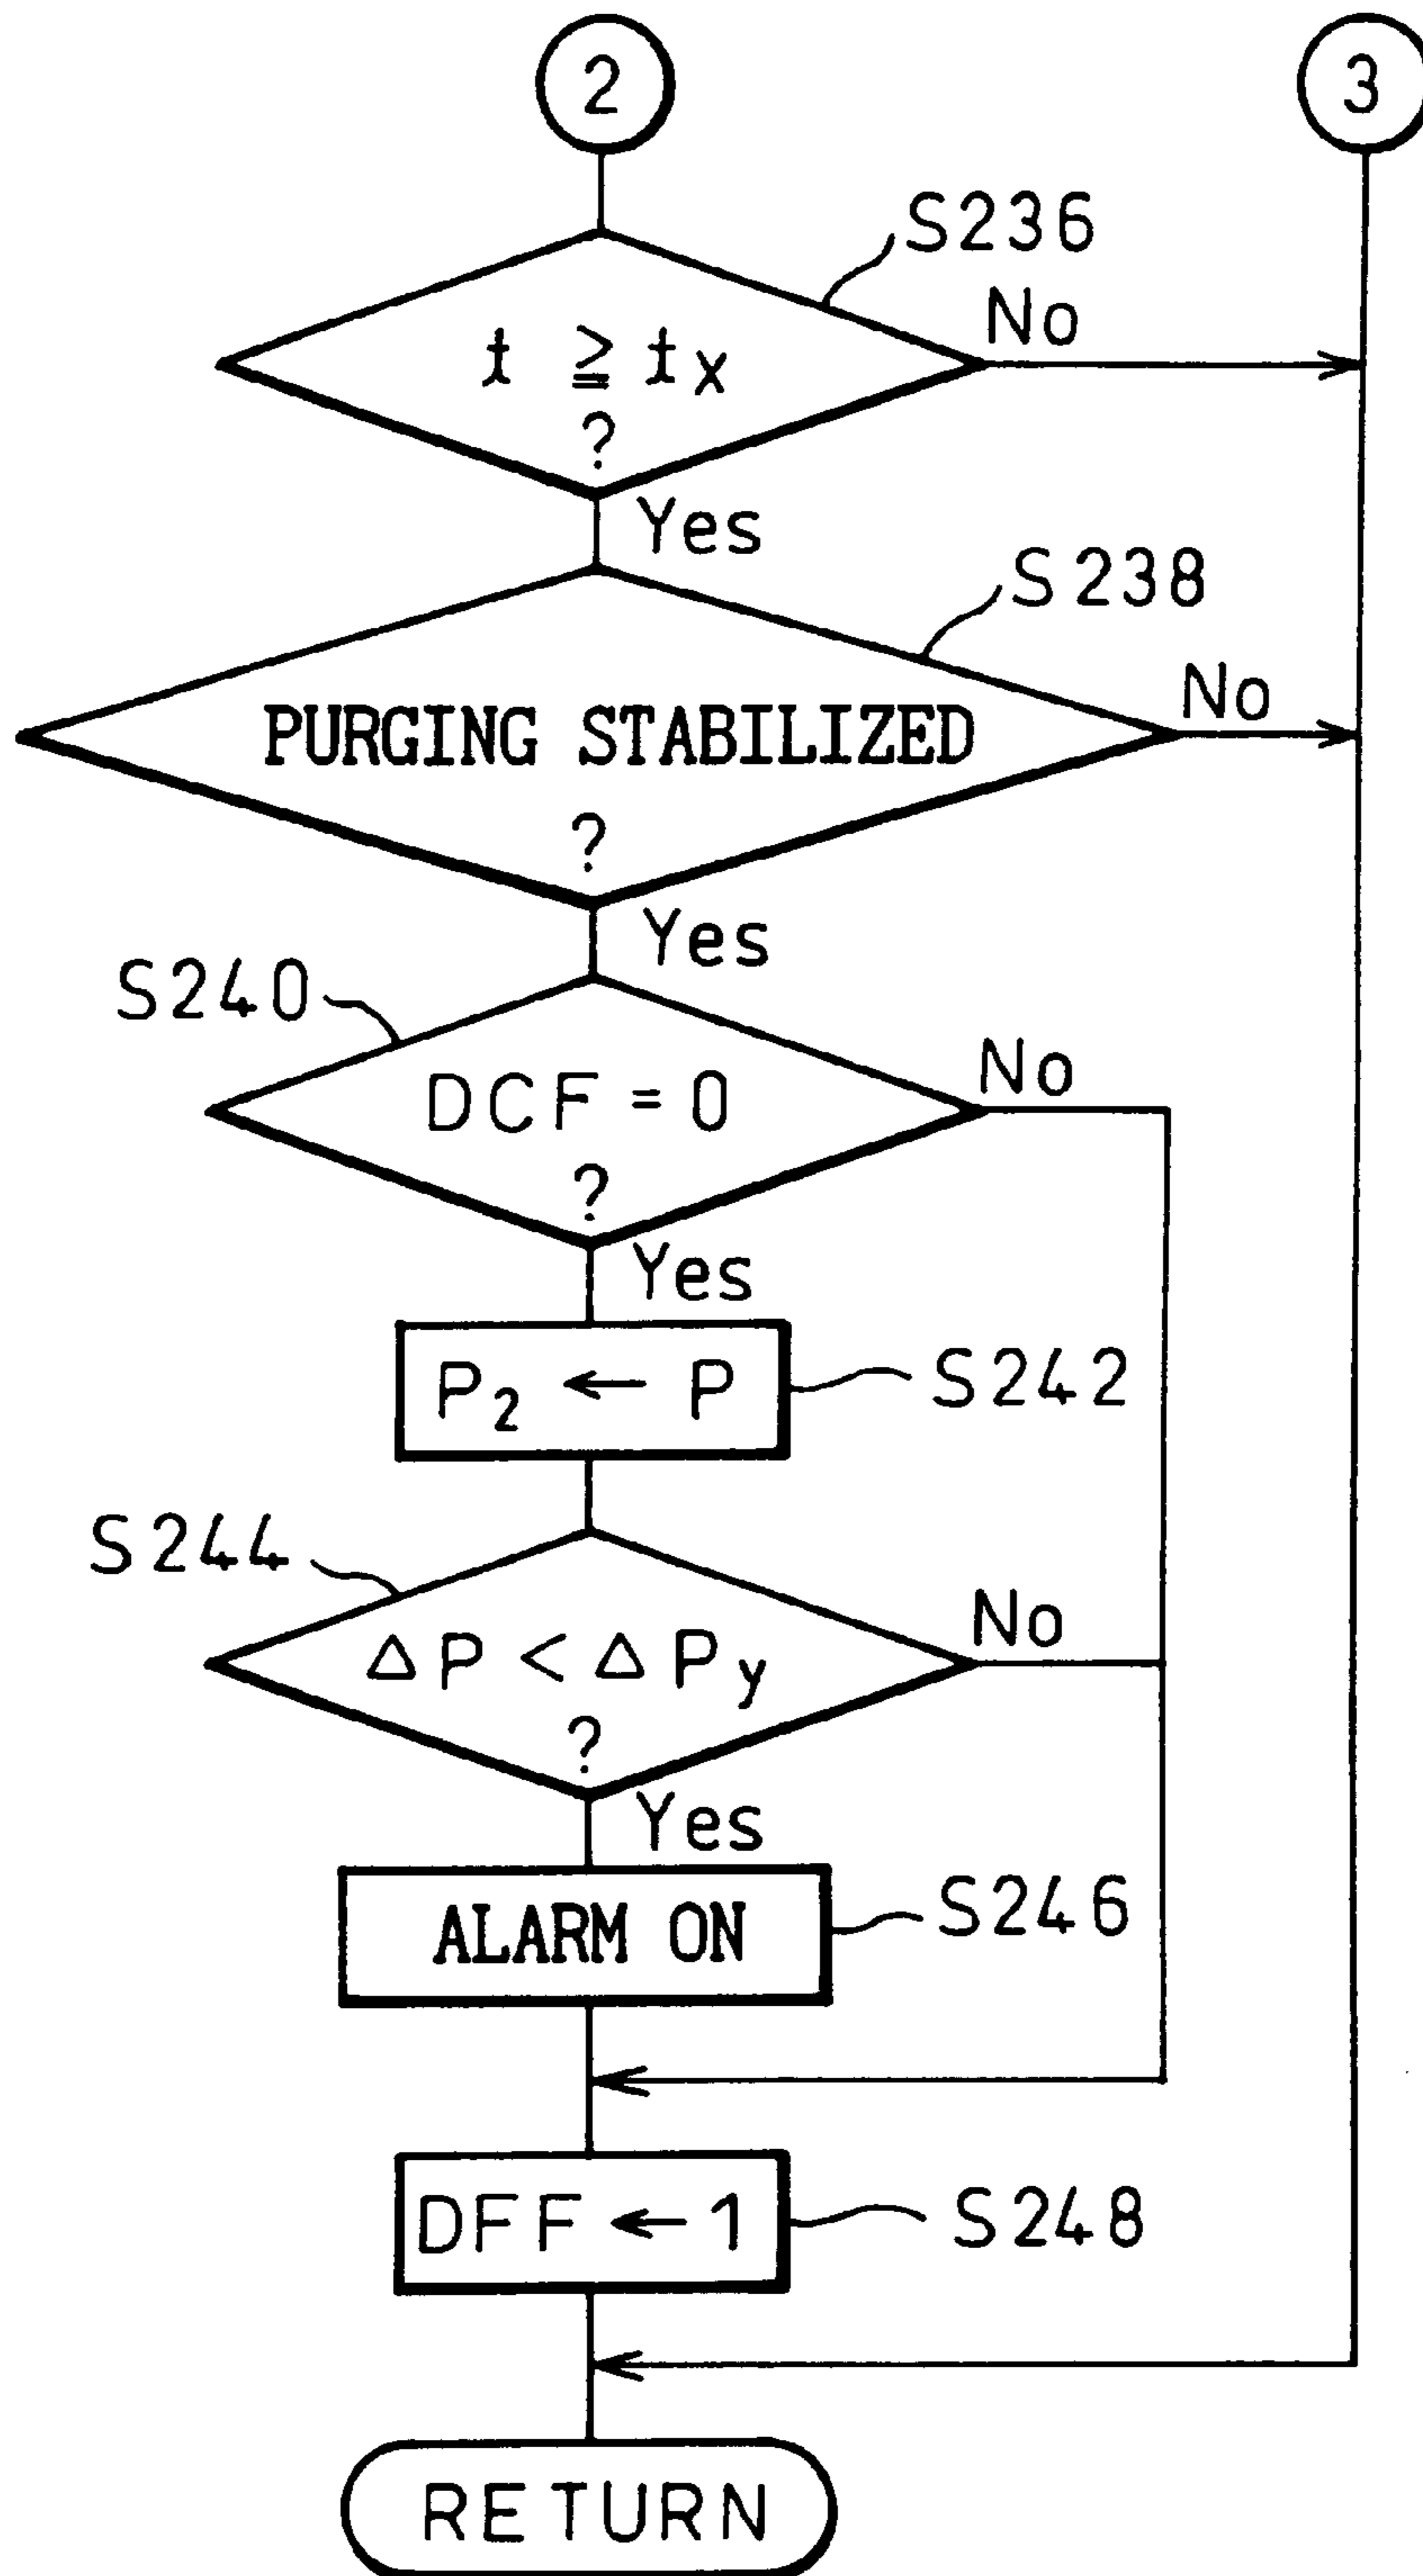 2
3
S236
t ≧ tx
?
No
Yes
S238
PURGING STABILIZED
?
No
Yes
S240
DCF = 0
?
No
Yes
P2 ← P
S242
S244
ΔP < ΔPy
?
No
Yes
ALARM ON
S246
DFF ← 1
S248
RETURN